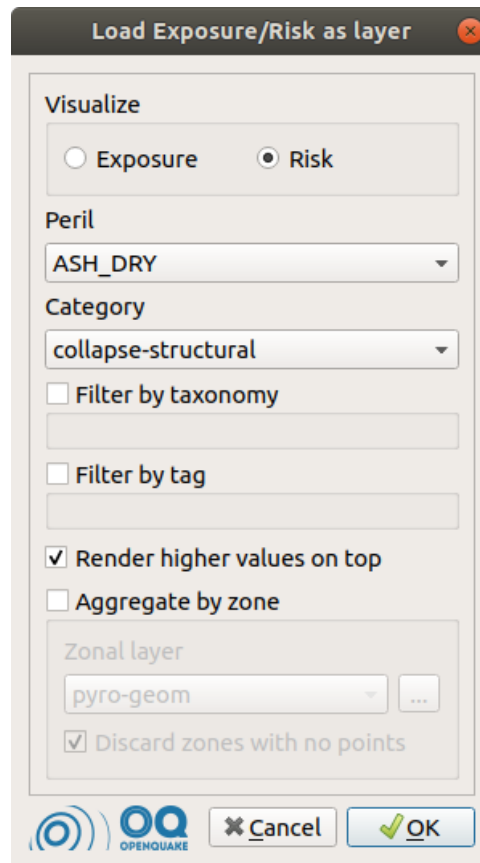 Load Exposure/Risk as layer
Visualize
Exposure
Risk
Peril
ASH_DRY
Category
collapse-structural
Filter by taxonomy
Filter by tag
Render higher values on top
Aggregate by zone
Zonal layer
pyro-geom
...
Discard zones with no points
OQ
OPENQUAKE
Cancel
OK